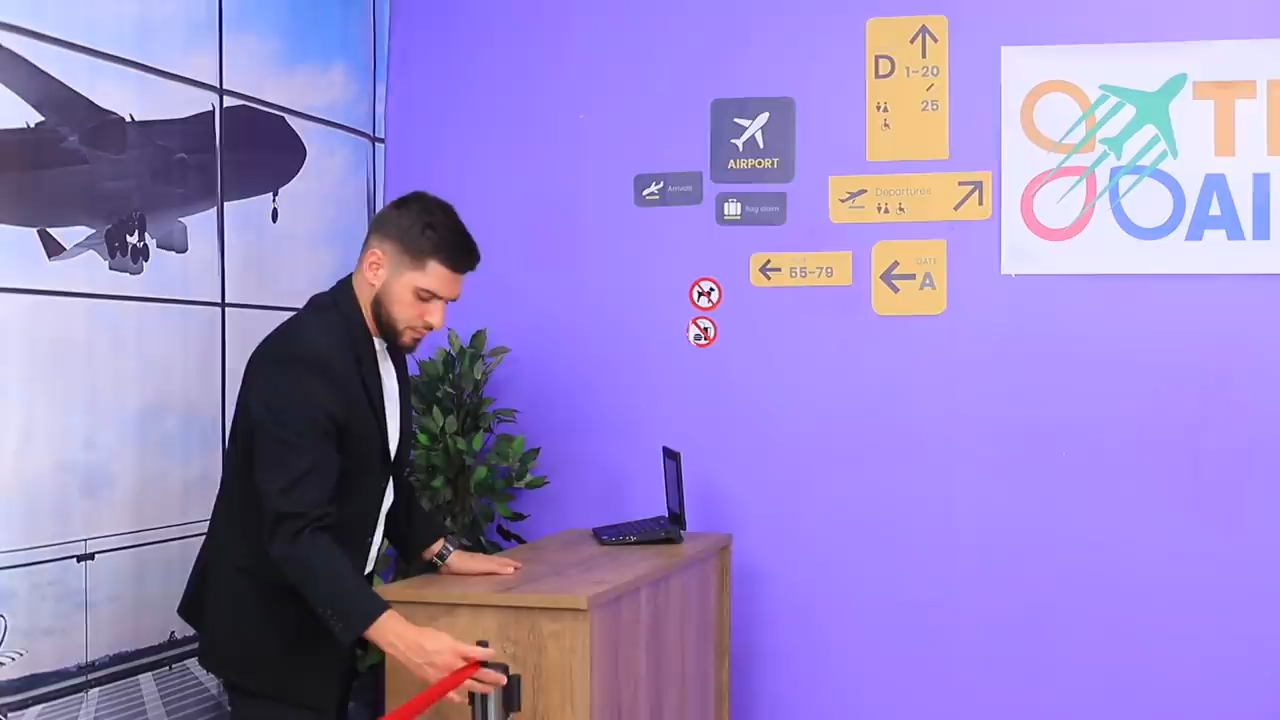 D
1-20
25
AIRPORT
Arrivals
Bag claim
Departures
55-79
GATE
A